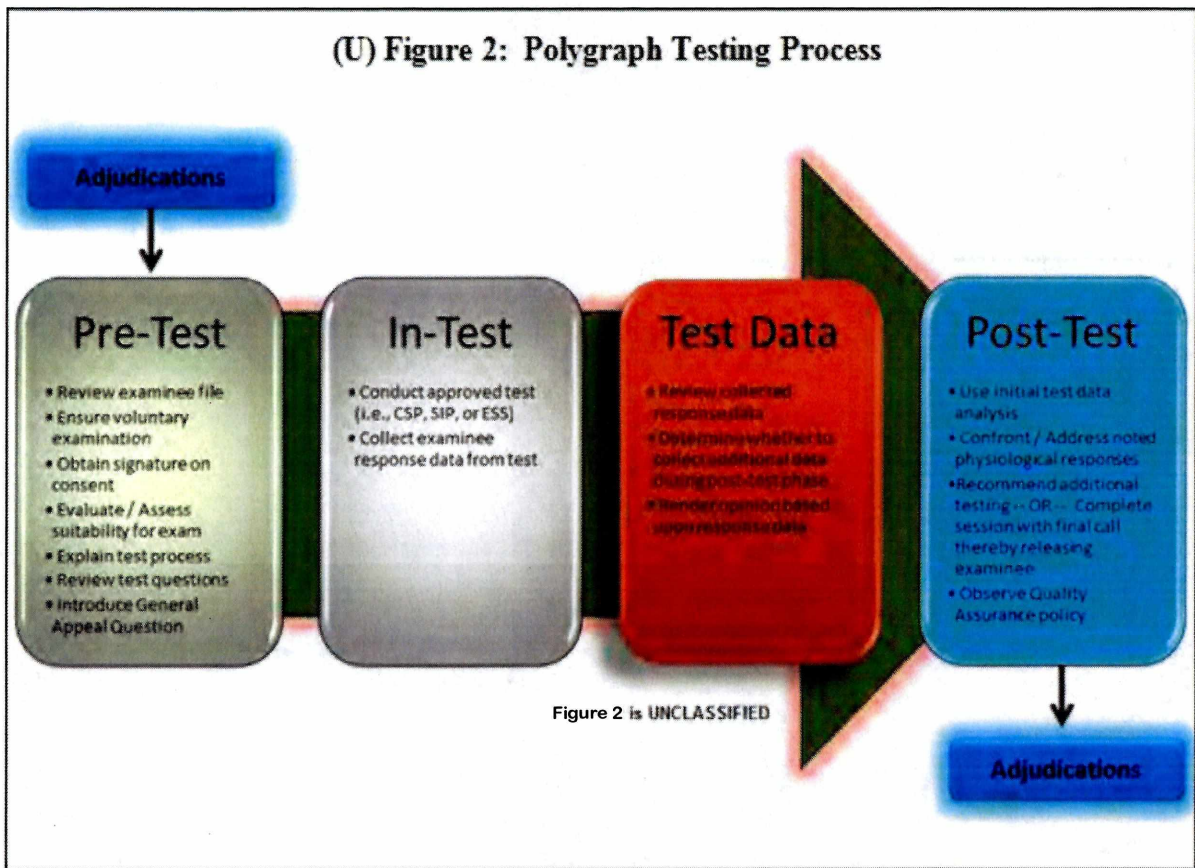 (U) Figure 2: Polygraph Testing Process
Adjudications
Pre-Test
• Review examinee file
• Ensure voluntary
examination
• Obtain signature on
consent
• Evaluate / Assess
suitability for exam
• Explain test process
• Review test questions
• Introduce General
Appeal Question
In-Test
• Conduct approved test
(i.e., CSP, SIP, or ESS)
• Collect examinee
response data from test
Test Data
• Review collected
response data
• Determine whether to
collect additional data
during post-test phase
• Render opinion based
upon response data
Post-Test
• Use initial test data
analysis
• Confront / Address noted
physiological responses
• Recommend additional
testing -- OR -- Complete
session with final call
thereby releasing
examinee
• Observe Quality
Assurance policy
Figure 2 is UNCLASSIFIED
Adjudications